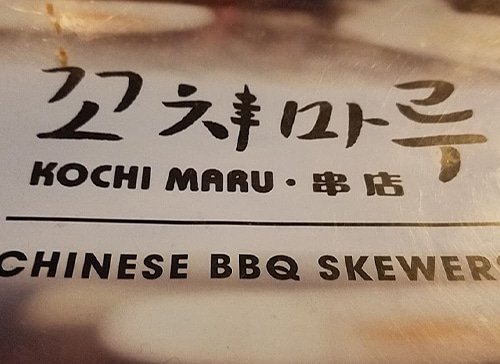 꼬치마루
KOCHI MARU · 串店
CHINESE BBQ SKEWERS